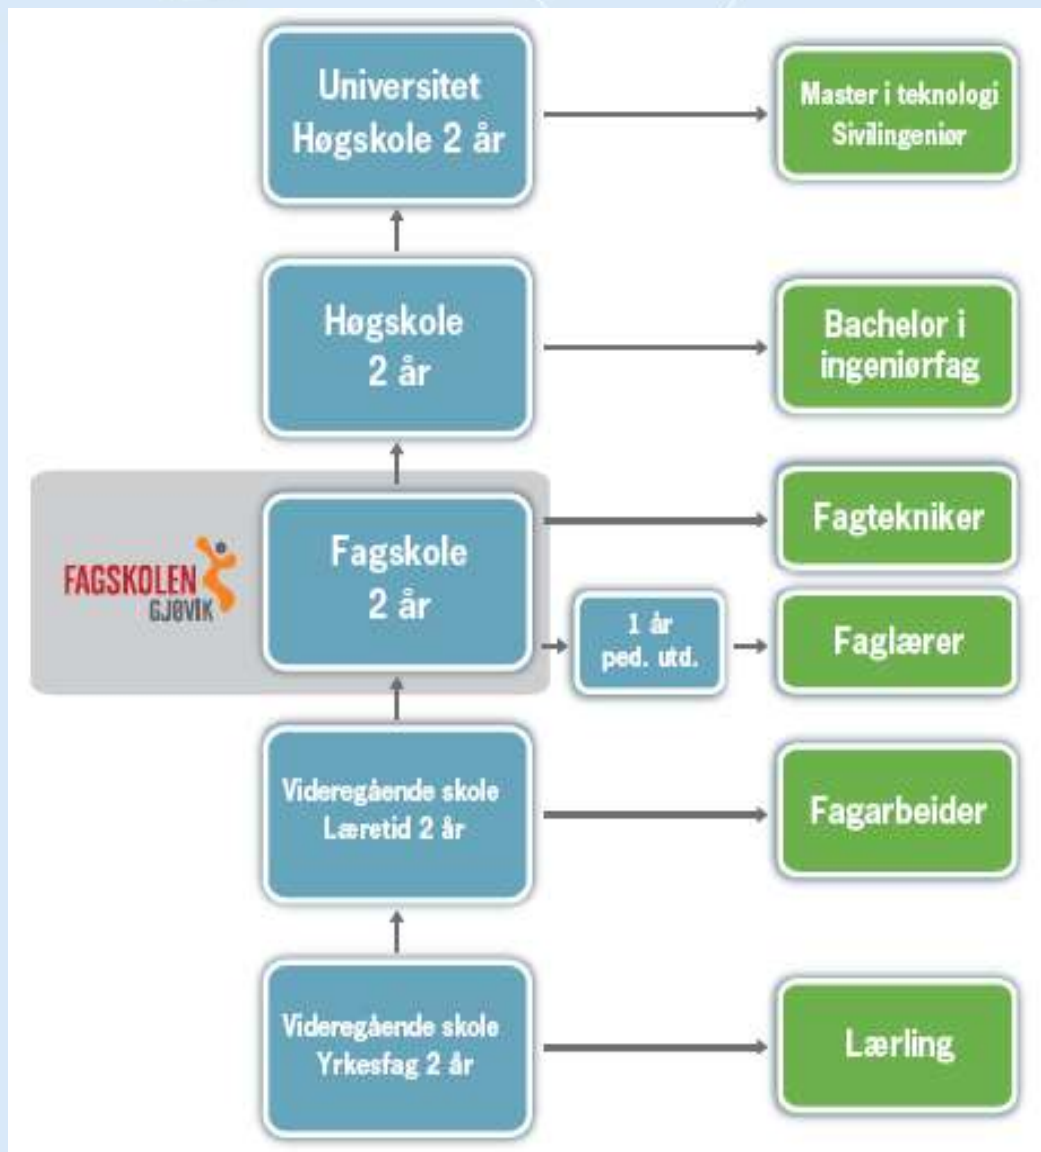 Universitet
Høgskole 2 år
Master i teknologi
Sivilingeniør
Høgskole
2 år
Bachelor i
ingeniørfag
FAGSKOLEN
GJØVIK
Fagskole
2 år
Fagtekniker
1 år
ped. utd.
Faglærer
Videregående skole
Læretid 2 år
Fagarbeider
Videregående skole
Yrkesfag 2 år
Lærling